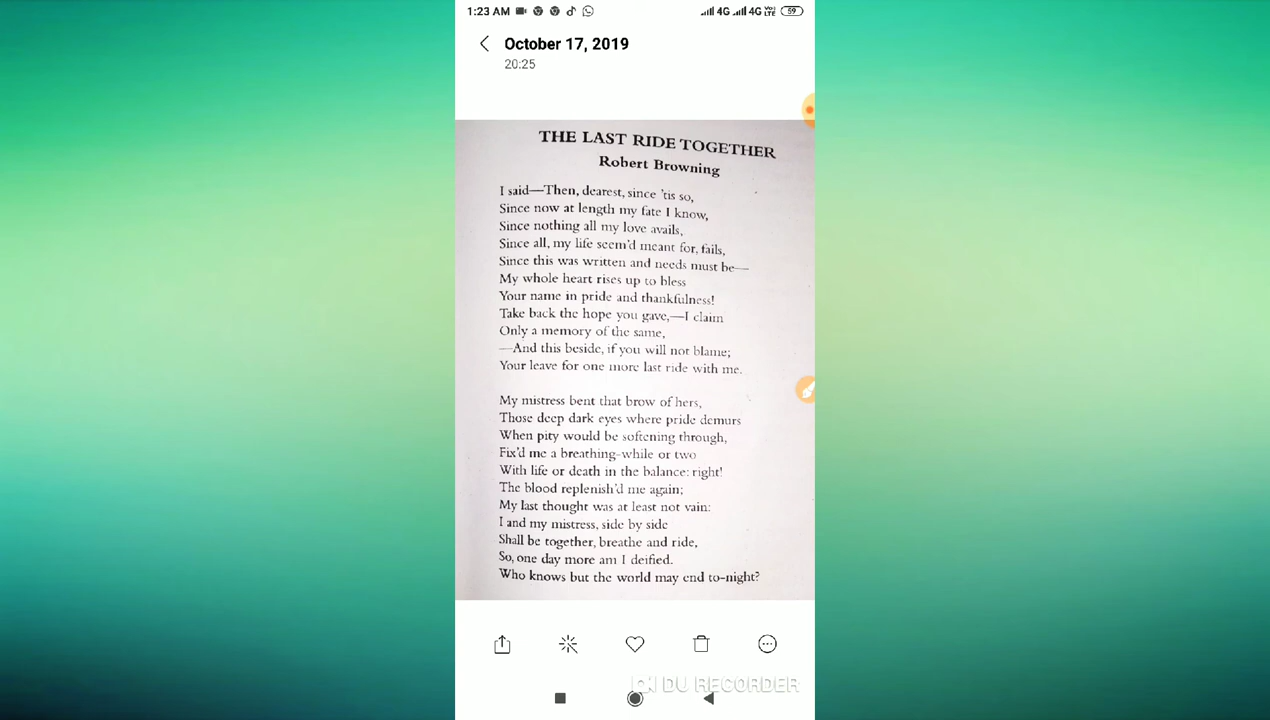 1:23 AM 4G 4G Vo LTE 59
October 17, 2019
20:25
THE LAST RIDE TOGETHER
Robert Browning
I said—Then, dearest, since 'tis so,
Since now at length my fate I know,
Since nothing all my love avails,
Since all, my life seem'd meant for, fails,
Since this was written and needs must be—
My whole heart rises up to bless
Your name in pride and thankfulness!
Take back the hope you gave,—I claim
Only a memory of the same,
—And this beside, if you will not blame;
Your leave for one more last ride with me.
My mistress bent that brow of hers,
Those deep dark eyes where pride demurs
When pity would be softening through,
Fix'd me a breathing-while or two
With life or death in the balance: right!
The blood replenish'd me again;
My last thought was at least not vain:
I and my mistress, side by side
Shall be together, breathe and ride,
So, one day more am I deified.
Who knows but the world may end to-night?
DU RECORDER